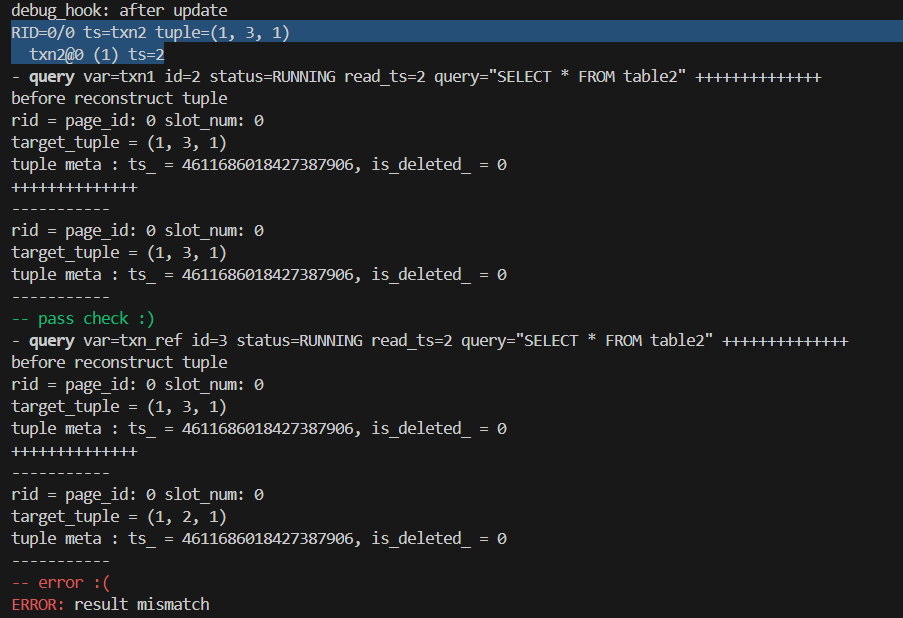 debug_hook: after update
RID=0/0 ts=txn2 tuple=(1, 3, 1)
  txn2@0 (1) ts=2
- query var=txn1 id=2 status=RUNNING read_ts=2 query="SELECT * FROM table2" ++++++++++++++
before reconstruct tuple
rid = page_id: 0 slot_num: 0
target_tuple = (1, 3, 1)
tuple meta : ts_ = 4611686018427387906, is_deleted_ = 0
++++++++++++++
-----------
rid = page_id: 0 slot_num: 0
target_tuple = (1, 3, 1)
tuple meta : ts_ = 4611686018427387906, is_deleted_ = 0
-----------
-- pass check :)
- query var=txn_ref id=3 status=RUNNING read_ts=2 query="SELECT * FROM table2" ++++++++++++++
before reconstruct tuple
rid = page_id: 0 slot_num: 0
target_tuple = (1, 3, 1)
tuple meta : ts_ = 4611686018427387906, is_deleted_ = 0
++++++++++++++
-----------
rid = page_id: 0 slot_num: 0
target_tuple = (1, 2, 1)
tuple meta : ts_ = 4611686018427387906, is_deleted_ = 0
-----------
-- error :(
ERROR: result mismatch